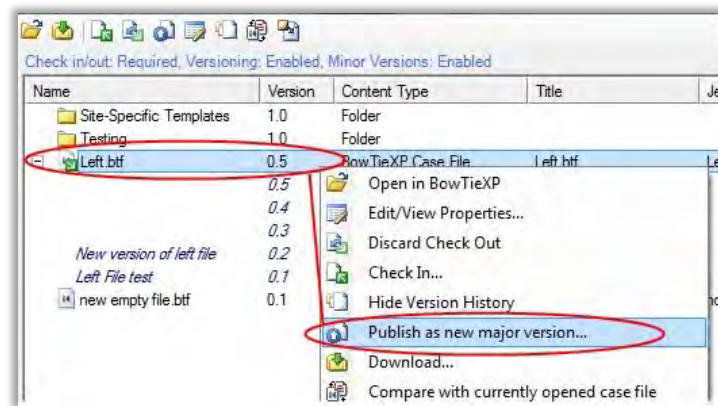 Check in/out: Required, Versioning: Enabled, Minor Versions: Enabled
Name Version Content Type Title
Site-Specific Templates 1.0 Folder
Testing 1.0 Folder
Left.btf 0.5 BowTieXP Case File Left.btf
0.5 Open in BowTieXP
0.4 Edit/View Properties...
0.3 Discard Check Out
New version of left file 0.2
Left File test 0.1 Check In...
new empty file.btf 0.1 Hide Version History
Publish as new major version...
Download...
Compare with currently opened case file